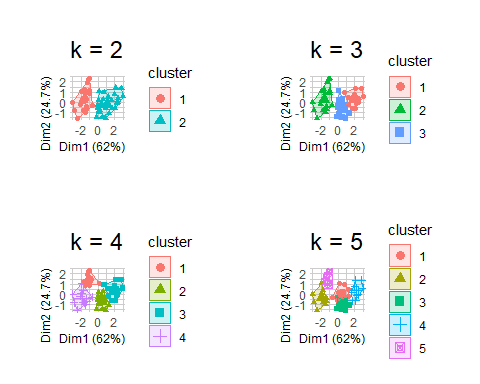 k = 2
cluster
1
2
2
1
0
-1
-2 0 2
Dim1 (62%)
Dim2 (24.7%)
k = 3
cluster
1
2
3
2
1
0
-1
-2 0 2
Dim1 (62%)
Dim2 (24.7%)
k = 4
cluster
1
2
3
4
2
1
0
-1
-2 0 2
Dim1 (62%)
Dim2 (24.7%)
k = 5
cluster
1
2
3
4
5
2
1
0
-1
-2 0 2
Dim1 (62%)
Dim2 (24.7%)